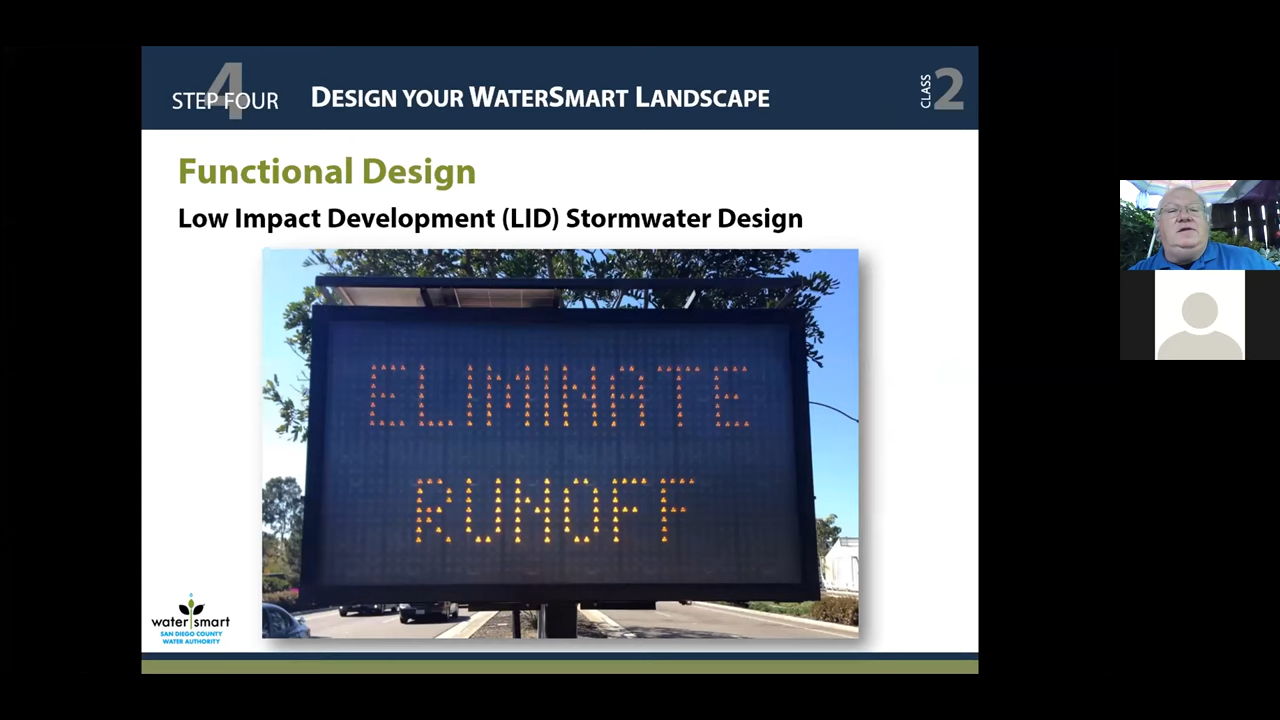 STEP FOUR
4
DESIGN YOUR WATERSMART LANDSCAPE
CLASS 2
Functional Design
Low Impact Development (LID) Stormwater Design
ELIMINATE
RUNOFF
water smart
SAN DIEGO COUNTY
WATER AUTHORITY